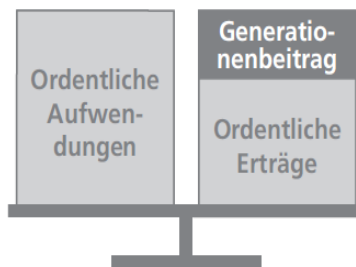 Ordentliche
Aufwen-
dungen
Generatio-
nenbeitrag
Ordentliche
Erträge